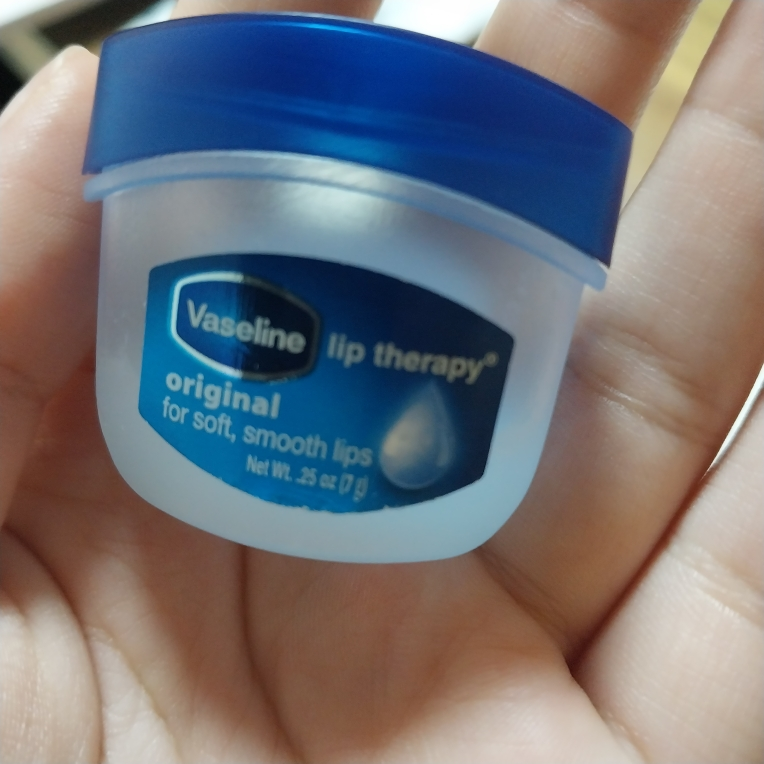 Vaseline lip therapy®
original
for soft, smooth lips
Net Wt. .25 oz (7 g)